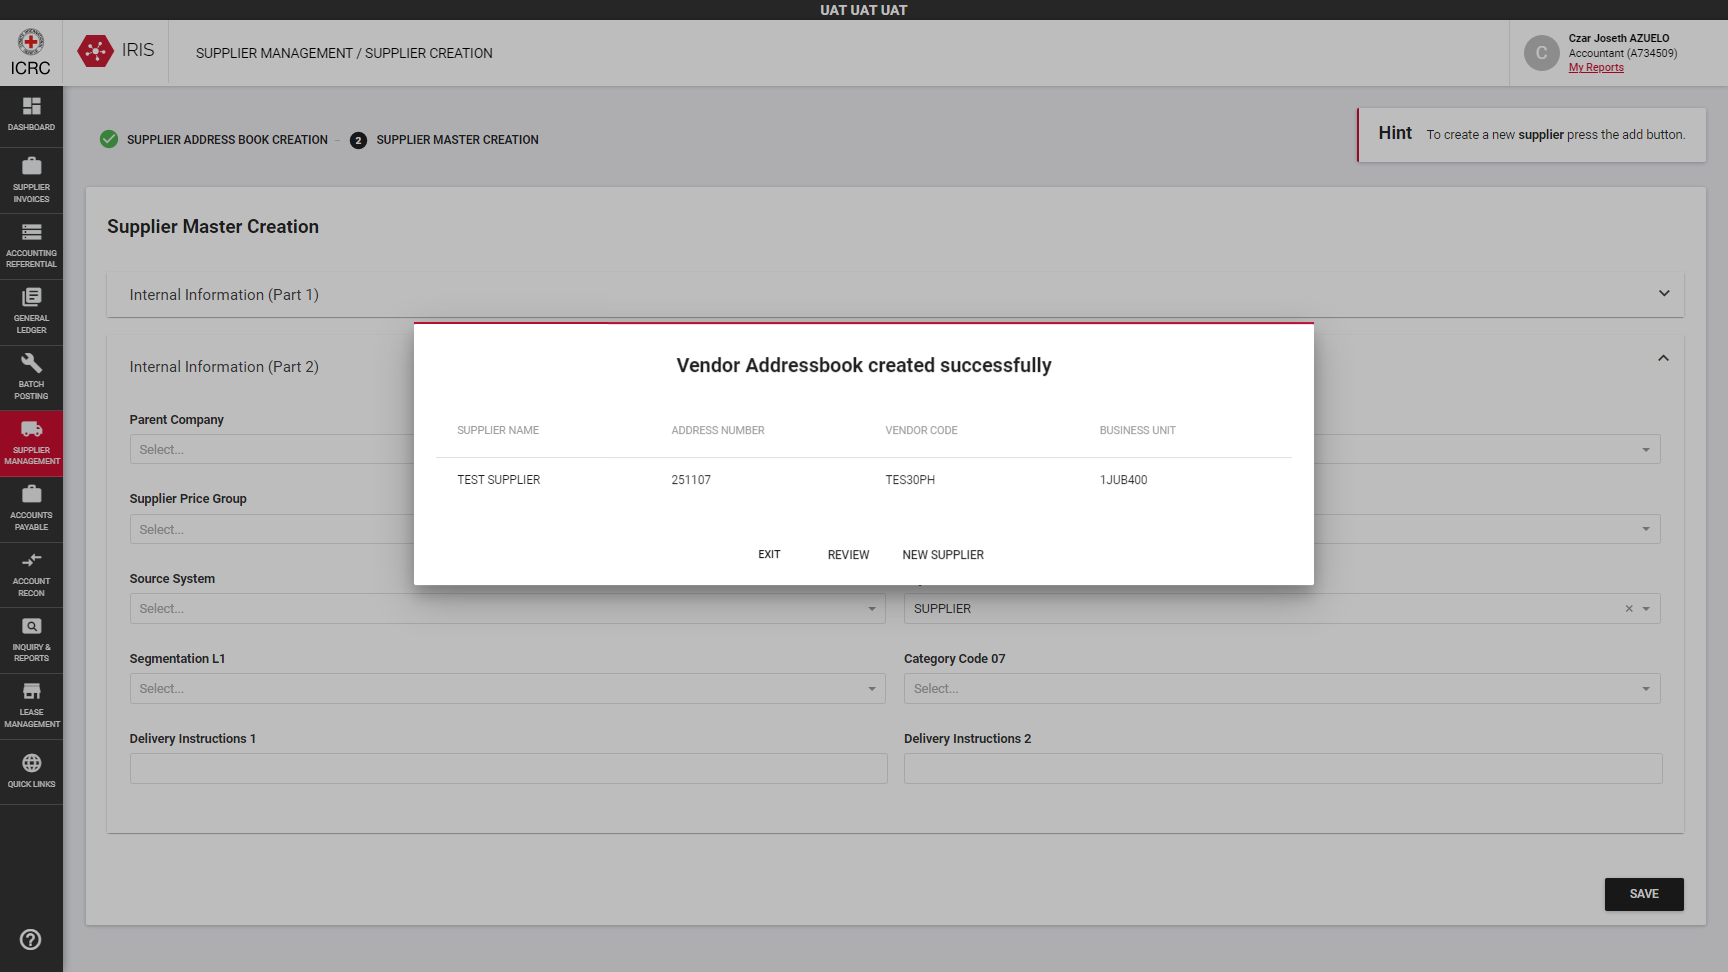 UAT UAT UAT
ICRC
IRIS
SUPPLIER MANAGEMENT / SUPPLIER CREATION
C
Czar Joseth AZUELO
Accountant (A734509)
My Reports
DASHBOARD
SUPPLIER
INVOICES
ACCOUNTING
REFERENTIAL
GENERAL
LEDGER
BATCH
POSTING
SUPPLIER
MANAGEMENT
ACCOUNTS
PAYABLE
ACCOUNT
RECON
INQUIRY &
REPORTS
LEASE
MANAGEMENT
QUICK LINKS
SUPPLIER ADDRESS BOOK CREATION
2 SUPPLIER MASTER CREATION
Hint To create a new supplier press the add button.
Supplier Master Creation
Internal Information (Part 1)
Internal Information (Part 2)
Parent Company
Select...
Supplier Price Group
Select...
Source System
Select...
SUPPLIER
Segmentation L1
Select...
Category Code 07
Select...
Delivery Instructions 1
Delivery Instructions 2
SAVE
Vendor Addressbook created successfully
SUPPLIER NAME ADDRESS NUMBER VENDOR CODE BUSINESS UNIT
TEST SUPPLIER 251107 TES30PH 1JUB400
EXIT REVIEW NEW SUPPLIER